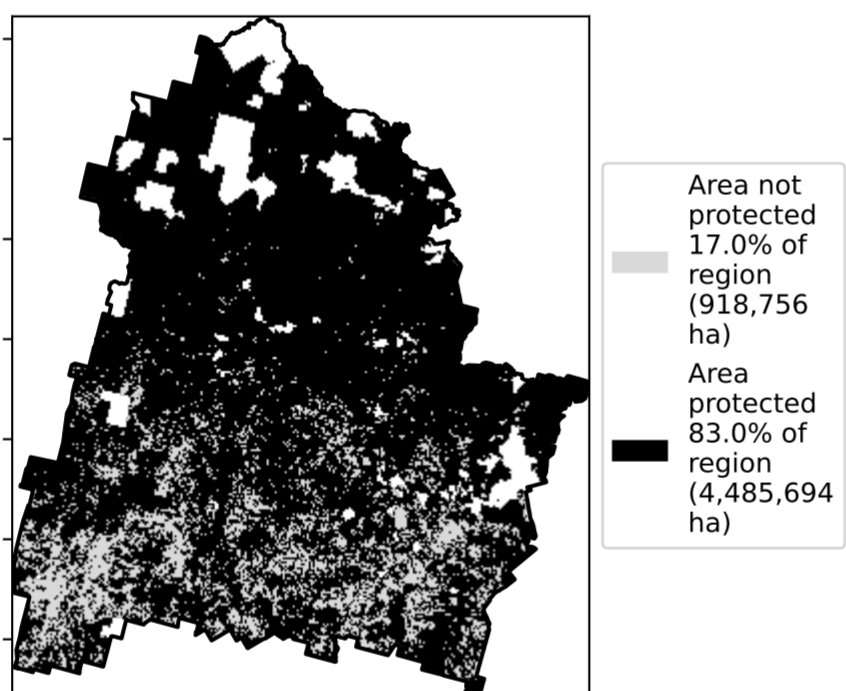 Area not
protected
17.0% of
region
(918,756
ha)
Area
protected
83.0% of
region
(4,485,694
ha)